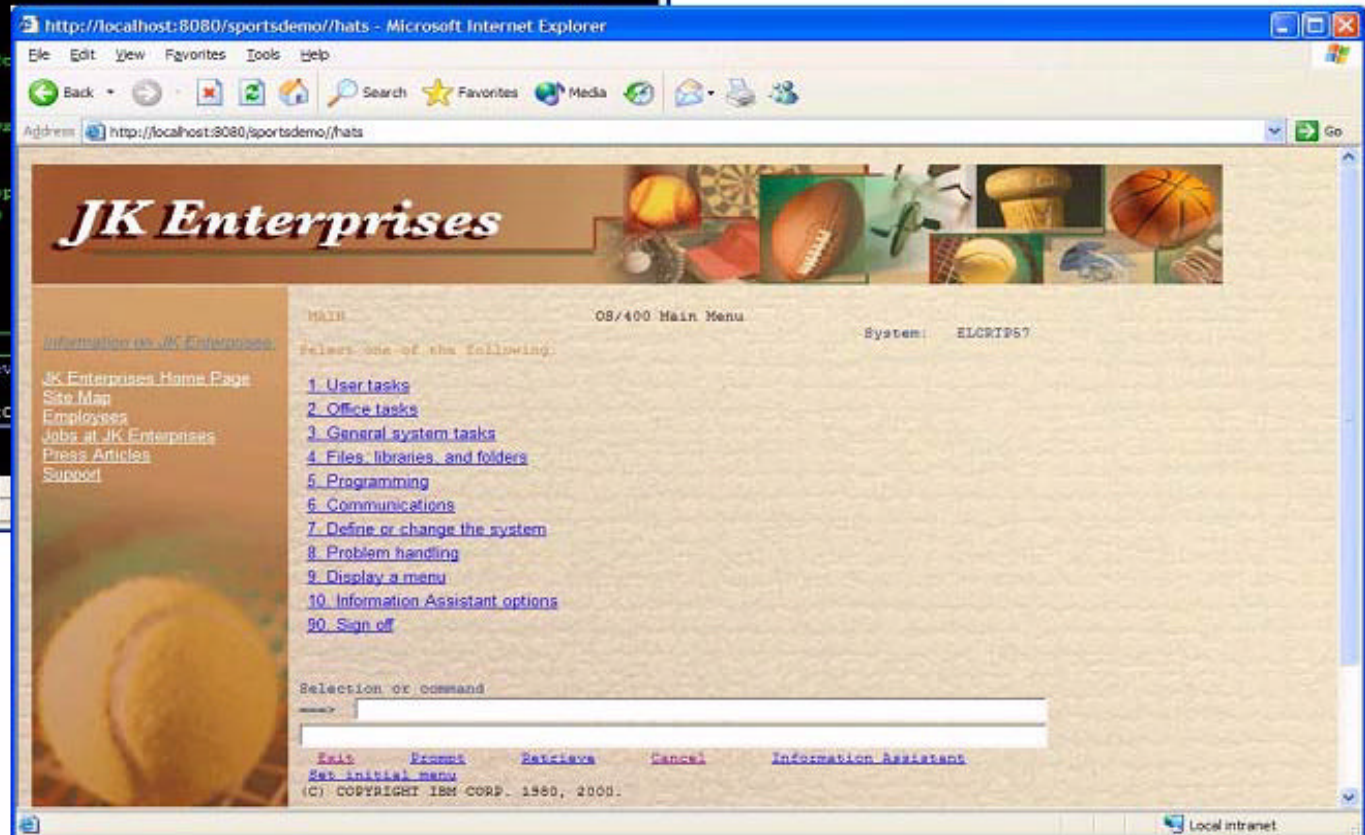 http://localhost:8080/sportsdemo//hats - Microsoft Internet Explorer
File Edit View Favorites Tools Help
Back Search Favorites Media
Address http://localhost:8080/sportsdemo//hats Go
JK Enterprises
Information on JK Enterprises:
JK Enterprises Home Page
Site Map
Employees
Jobs at JK Enterprises
Press Articles
Support
MAIN OS/400 Main Menu
System: ELCRTP57
Select one of the following:
1. User tasks
2. Office tasks
3. General system tasks
4. Files, libraries, and folders
5. Programming
6. Communications
7. Define or change the system
8. Problem handling
9. Display a menu
10. Information Assistant options
90. Sign off
Selection or command
===>
Exit Prompt Retrieve Cancel Information Assistant
Set initial menu
(C) COPYRIGHT IBM CORP. 1980, 2000.
Local intranet